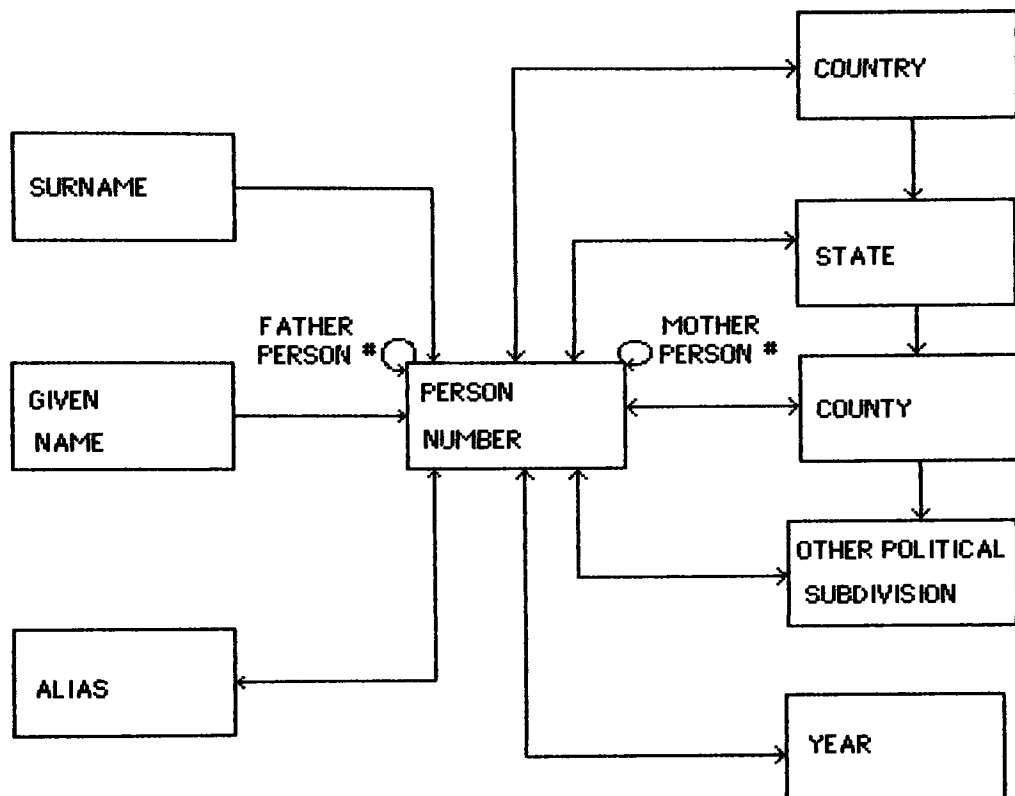 COUNTRY
SURNAME
STATE
FATHER
PERSON #
MOTHER
PERSON #
GIVEN
NAME
PERSON
NUMBER
COUNTY
OTHER POLITICAL
SUBDIVISION
ALIAS
YEAR